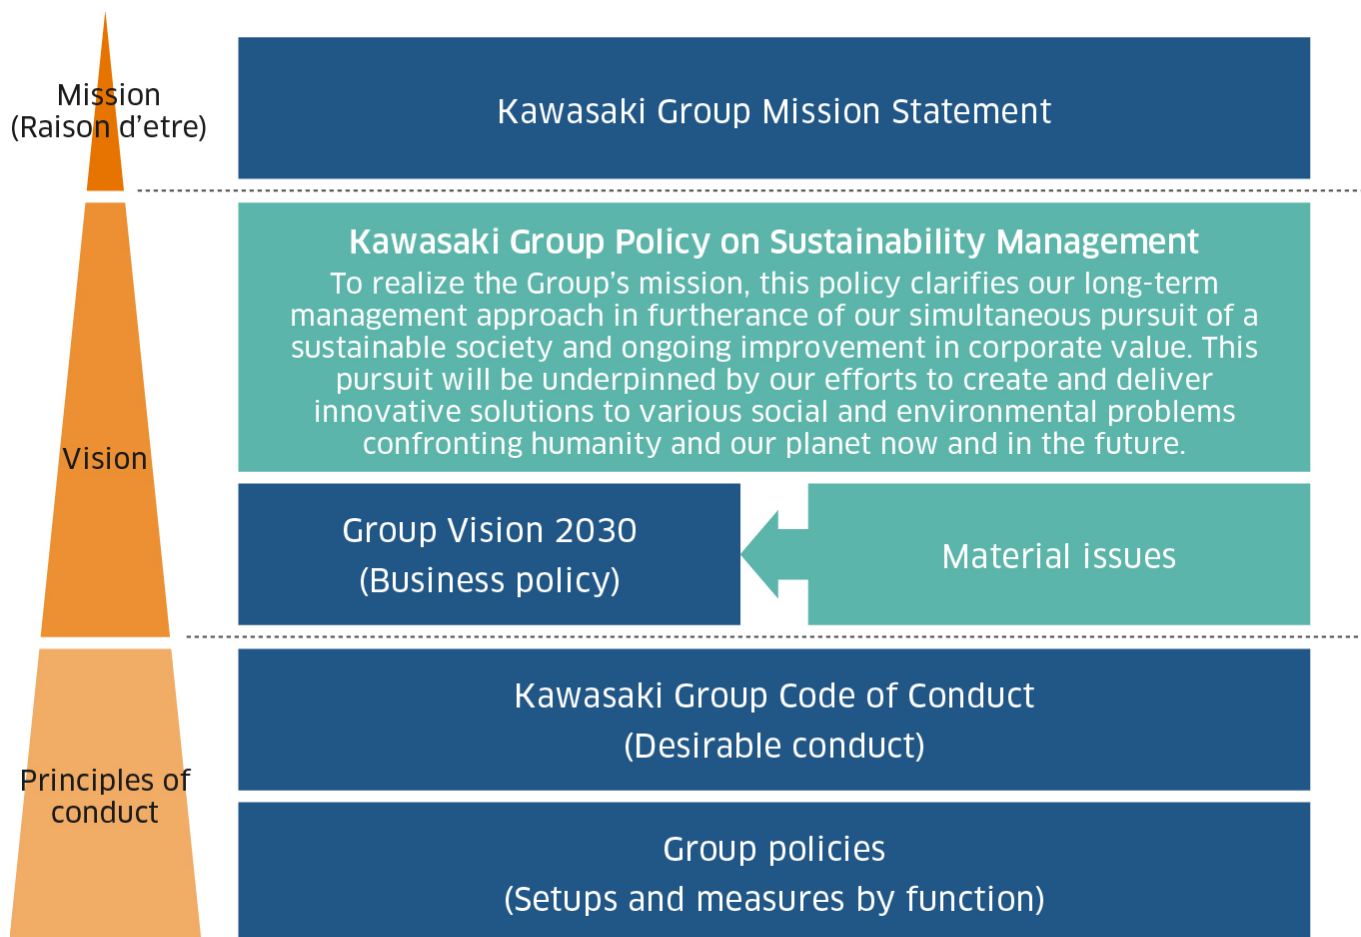 Mission
(Raison d’etre)
Kawasaki Group Mission Statement
Kawasaki Group Policy on Sustainability Management
To realize the Group’s mission, this policy clarifies our long-term
management approach in furtherance of our simultaneous pursuit of a
sustainable society and ongoing improvement in corporate value. This
pursuit will be underpinned by our efforts to create and deliver
innovative solutions to various social and environmental problems
confronting humanity and our planet now and in the future.
Vision
Group Vision 2030
(Business policy)
Material issues
Principles of
conduct
Kawasaki Group Code of Conduct
(Desirable conduct)
Group policies
(Setups and measures by function)